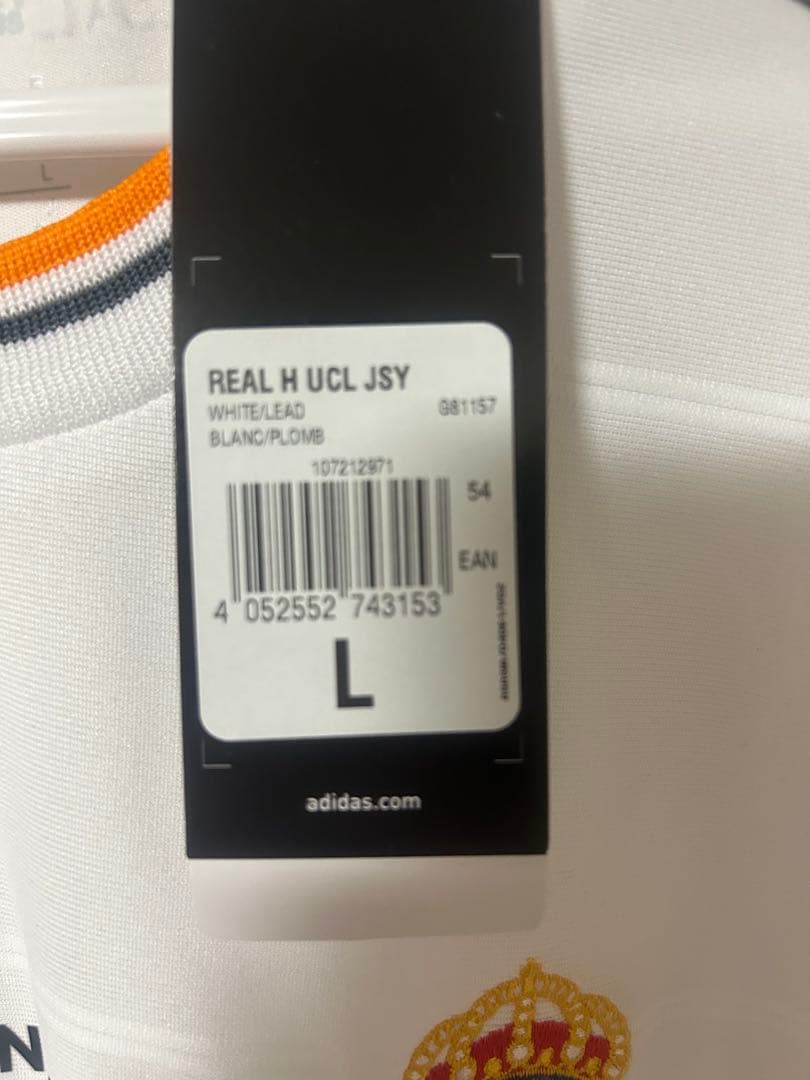 L
REAL H UCL JSY
WHITE/LEAD G81157
BLANC/PLOMB
107212971
54
EAN
4 052552 743153
L
adidas.com
N